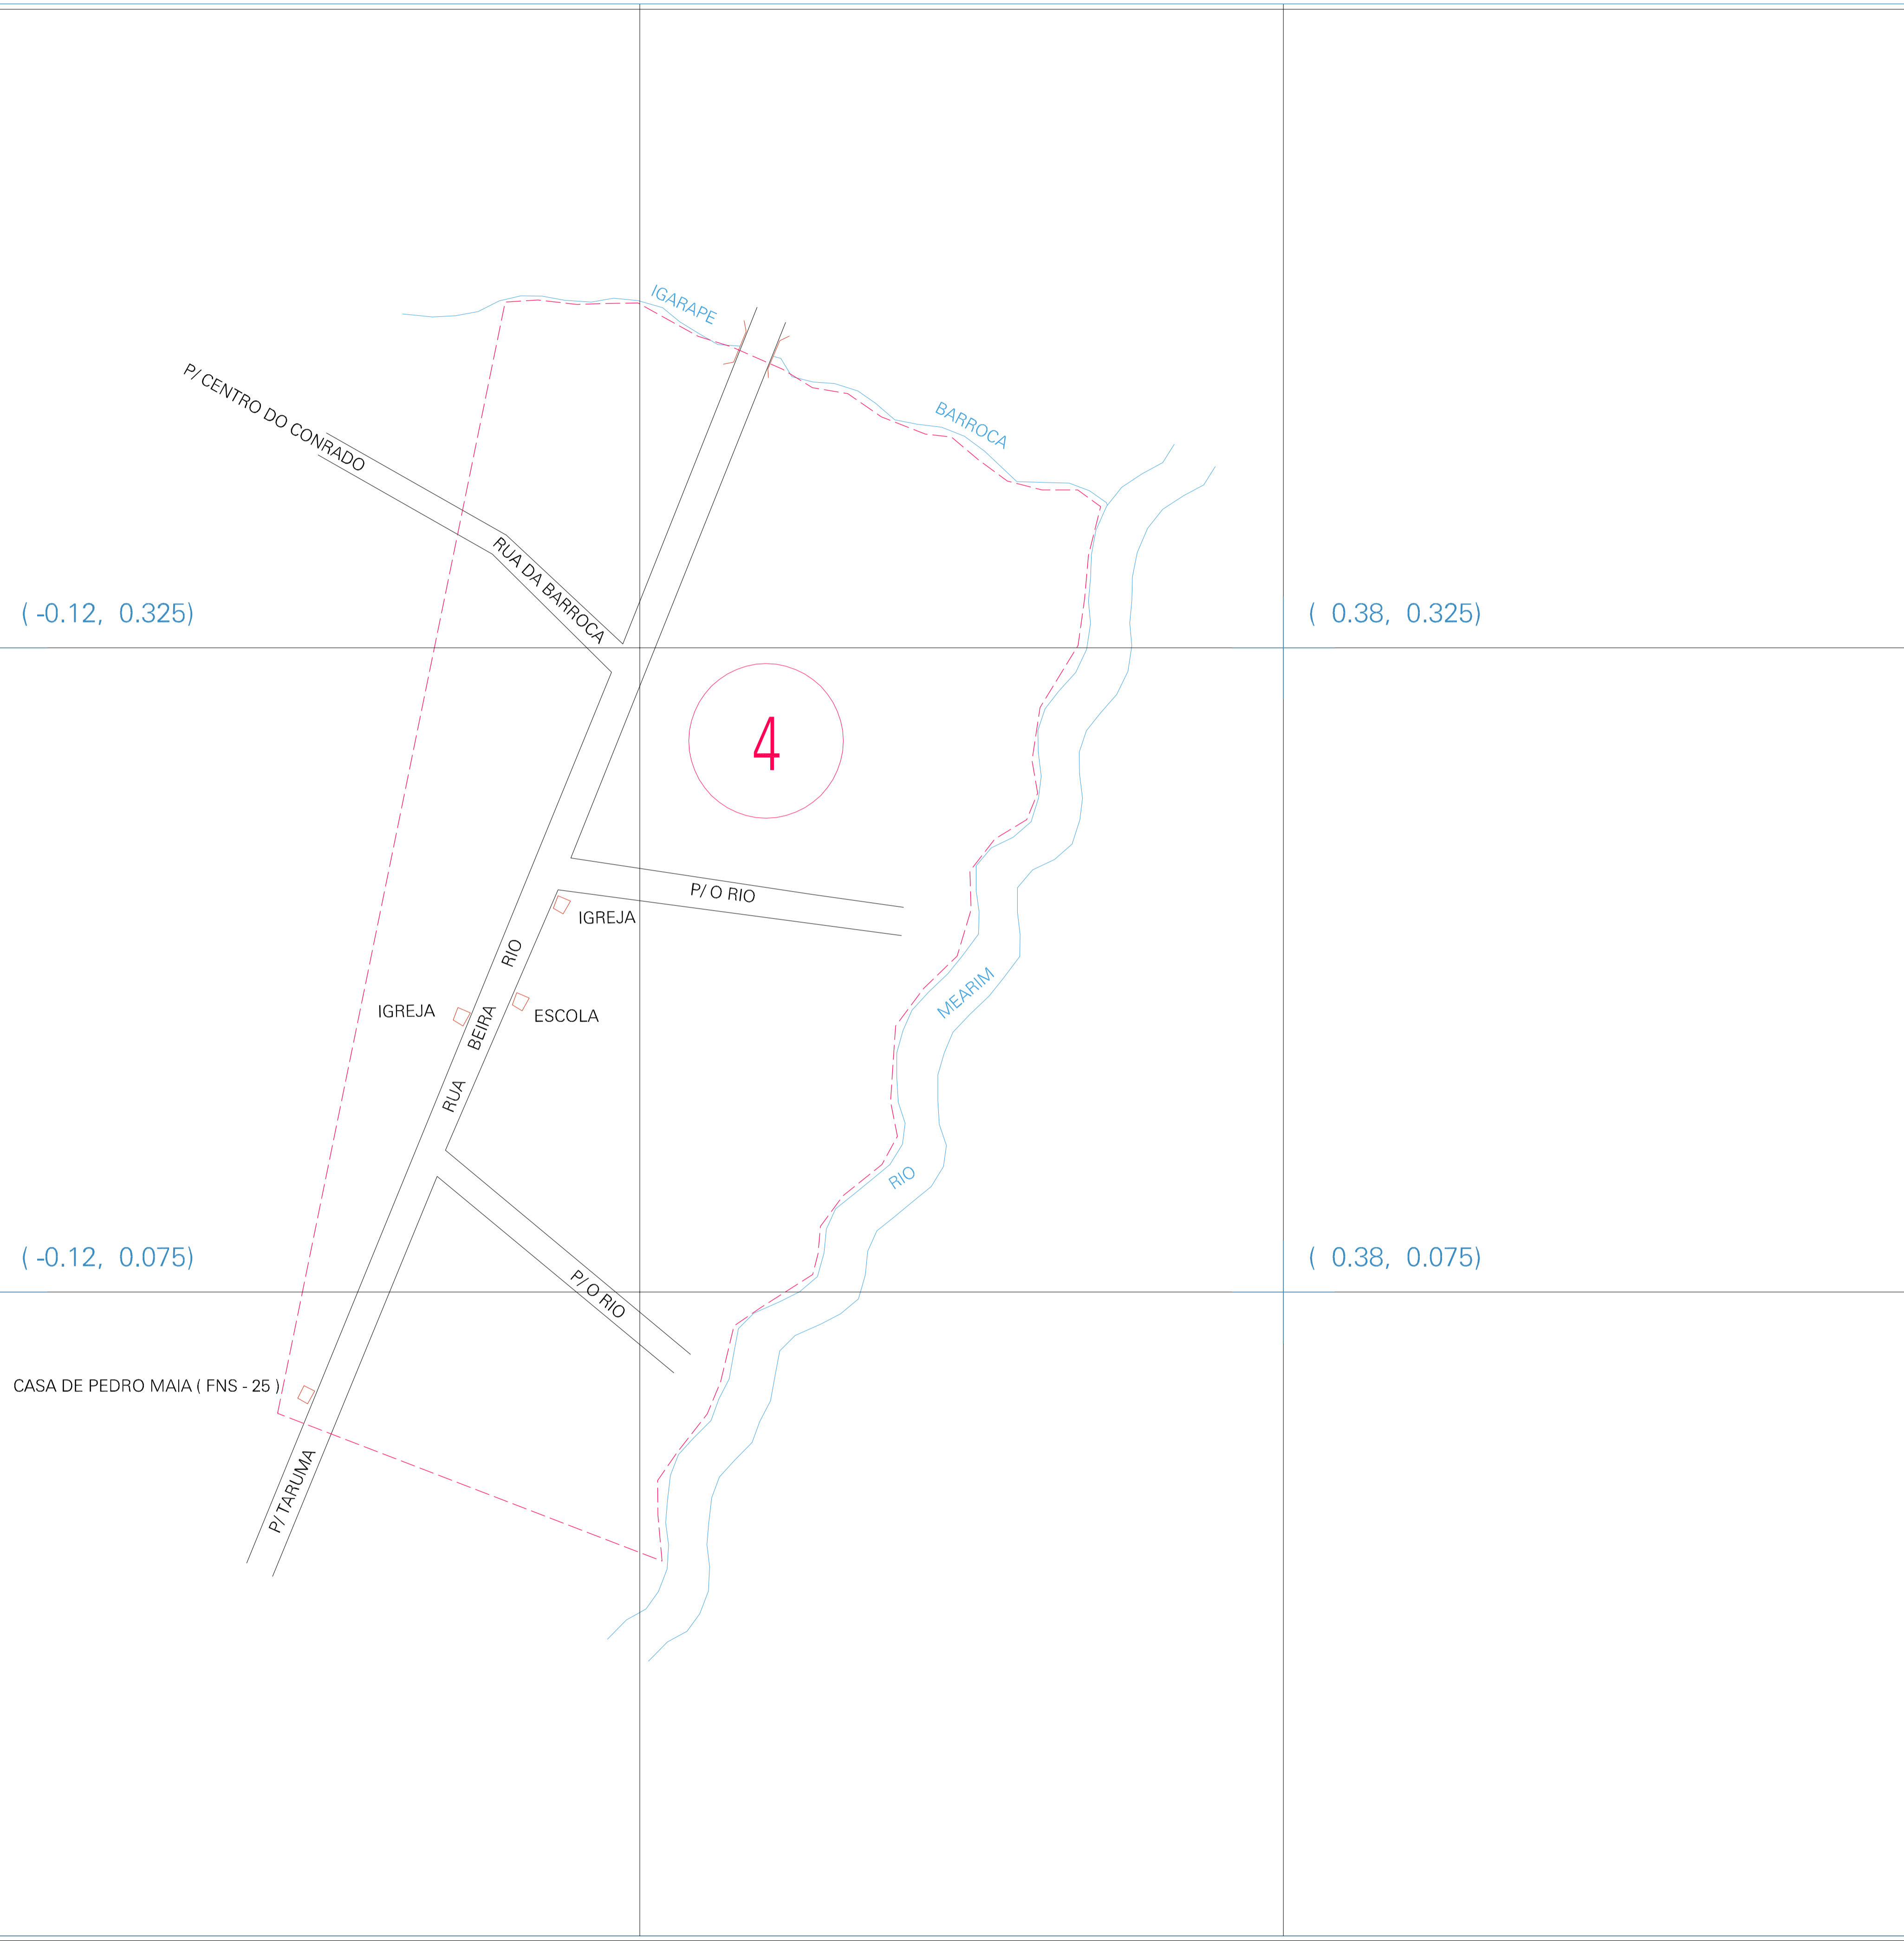 IGARAPE
BARROCA
P/ CENTRO DO CONRADO
RUA DA BARROCA
( -0.12, 0.325)
( 0.38, 0.325)
4
P/ O RIO
IGREJA
RUA BEIRA RIO
IGREJA
ESCOLA
RIO MEARIM
( -0.12, 0.075)
( 0.38, 0.075)
P/ O RIO
CASA DE PEDRO MAIA ( FNS - 25 )
P/ TARUMA